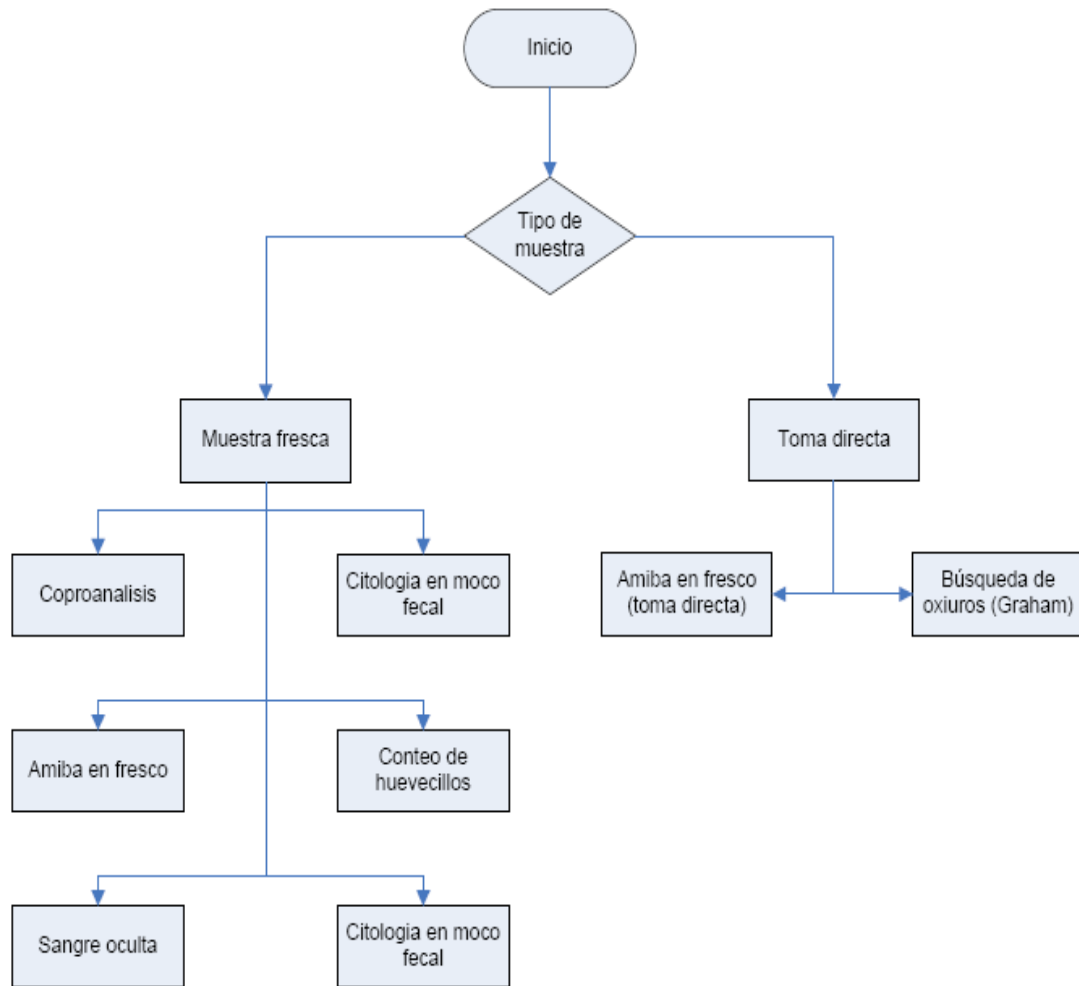 Inicio
Tipo de
muestra
Muestra fresca
Toma directa
Coproanalisis
Citologia en moco
fecal
Amiba en fresco
(toma directa)
Búsqueda de
oxiuros (Graham)
Amiba en fresco
Conteo de
huevecillos
Sangre oculta
Citologia en moco
fecal